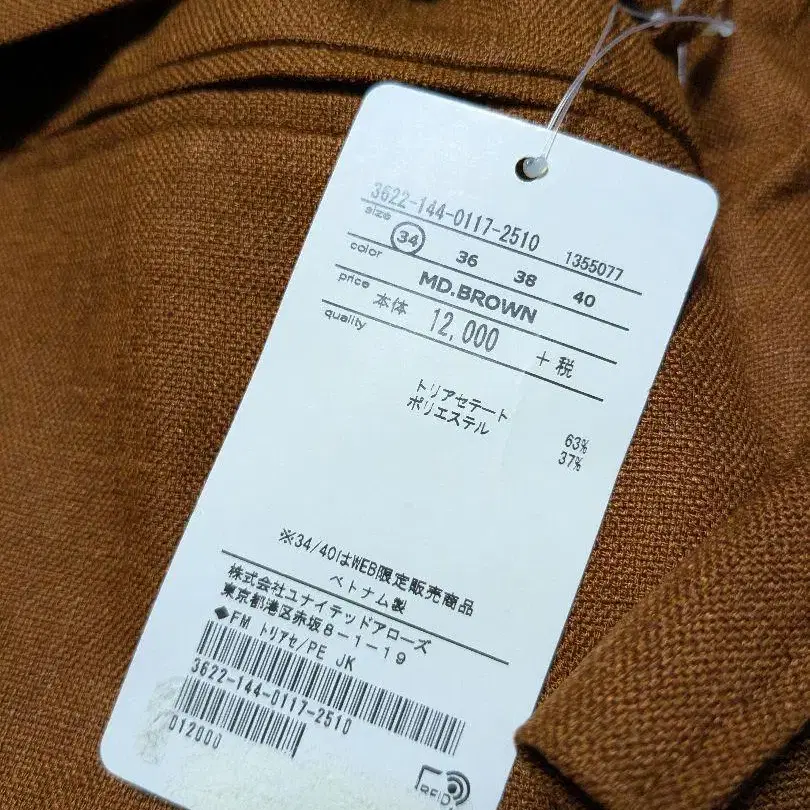 3622-144-0117-2510 1355077
size 34 36 38 40
color MD.BROWN
price 本体 12,000 +税
quality
トリアセテート 63%
ポリエステル 37%
※34/40はWEB限定販売商品
ベトナム製
株式会社ユナイテッドアローズ
東京都港区赤坂8-1-19
◆FM トリアセ/PE JK
3622-144-0117-2510
012000
RFID